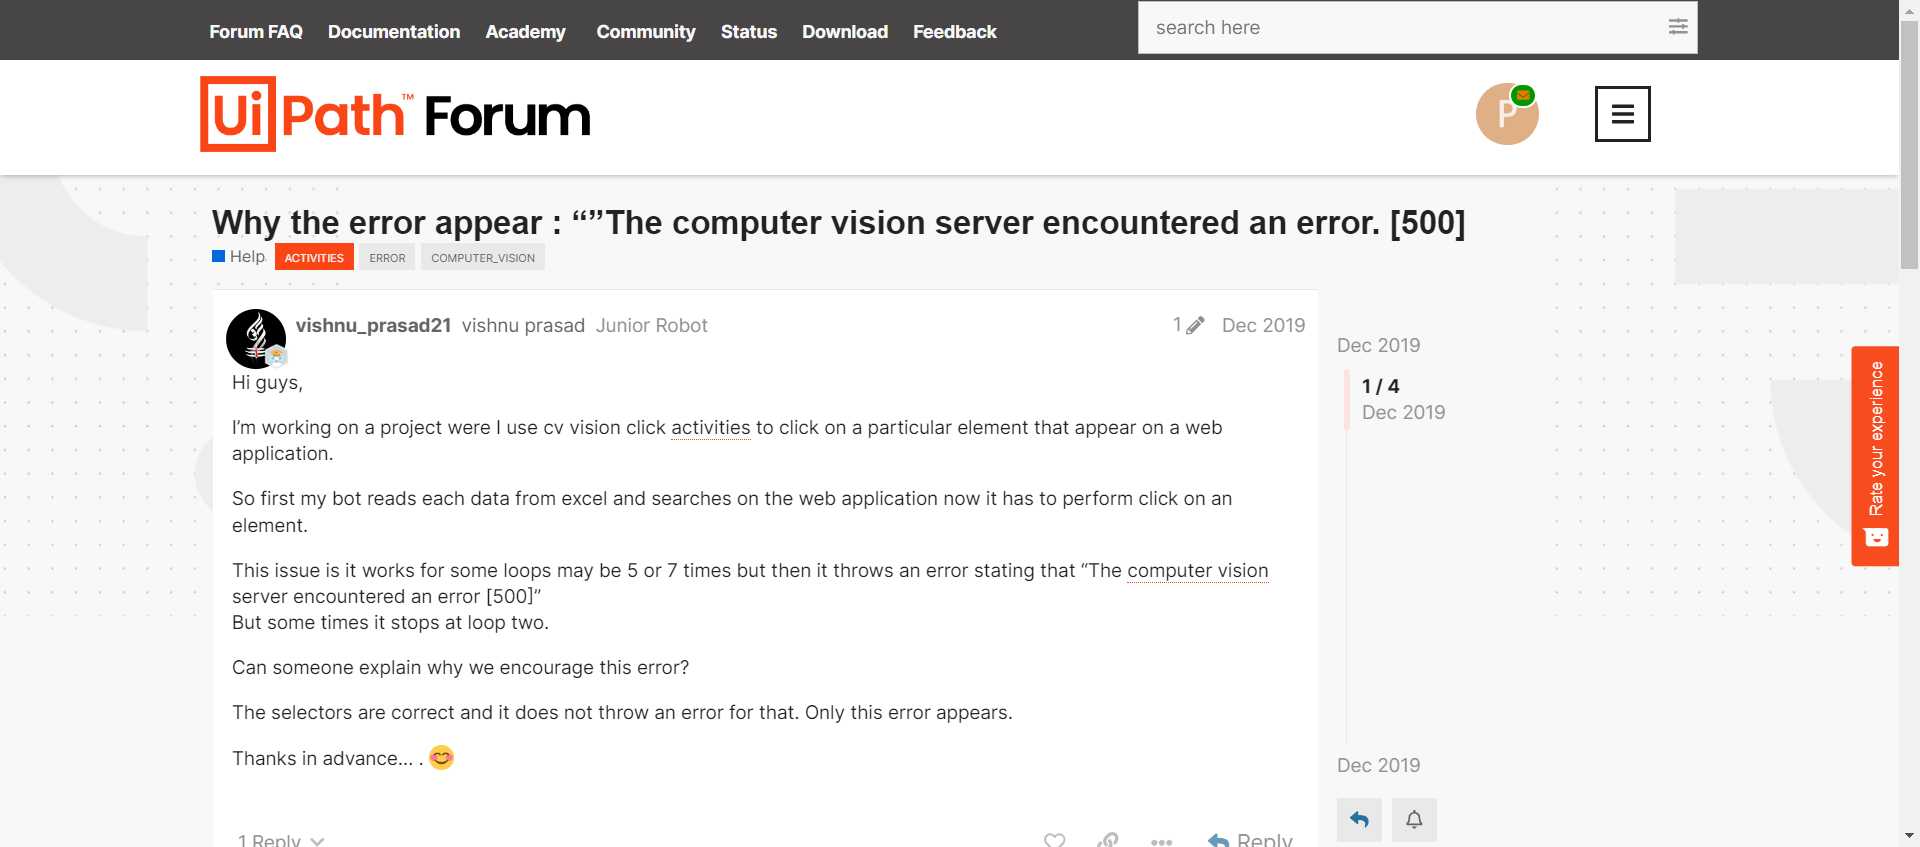 Forum FAQ Documentation Academy Community Status Download Feedback
search here
UiPath™ Forum
P
Why the error appear : “”The computer vision server encountered an error. [500]
Help ACTIVITIES ERROR COMPUTER_VISION
vishnu_prasad21 vishnu prasad Junior Robot 1 Dec 2019
Hi guys,
I’m working on a project were I use cv vision click activities to click on a particular element that appear on a web
application.
So first my bot reads each data from excel and searches on the web application now it has to perform click on an
element.
This issue is it works for some loops may be 5 or 7 times but then it throws an error stating that “The computer vision
server encountered an error [500]”
But some times it stops at loop two.
Can someone explain why we encourage this error?
The selectors are correct and it does not throw an error for that. Only this error appears.
Thanks in advance… .
1 Reply Reply
Dec 2019
1 / 4
Dec 2019
Dec 2019
Rate your experience